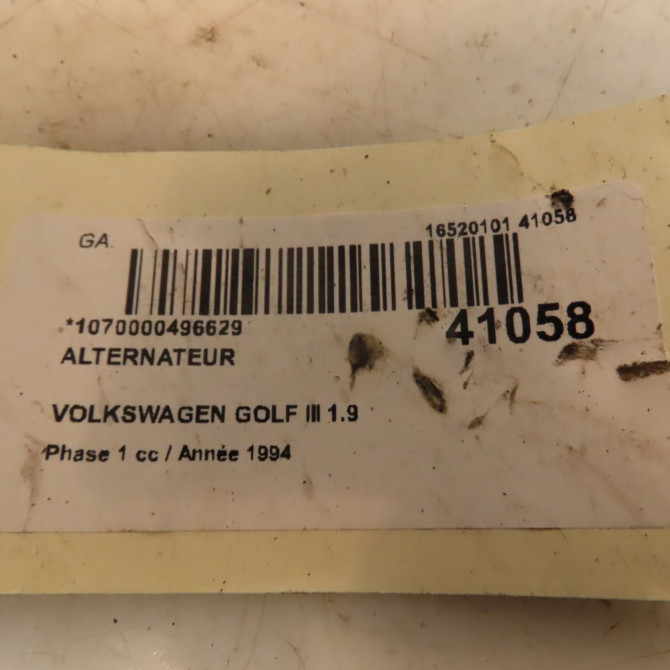 GA.
16520101 41058
*1070000496629
41058
ALTERNATEUR
VOLKSWAGEN GOLF III 1.9
Phase 1 cc / Année 1994